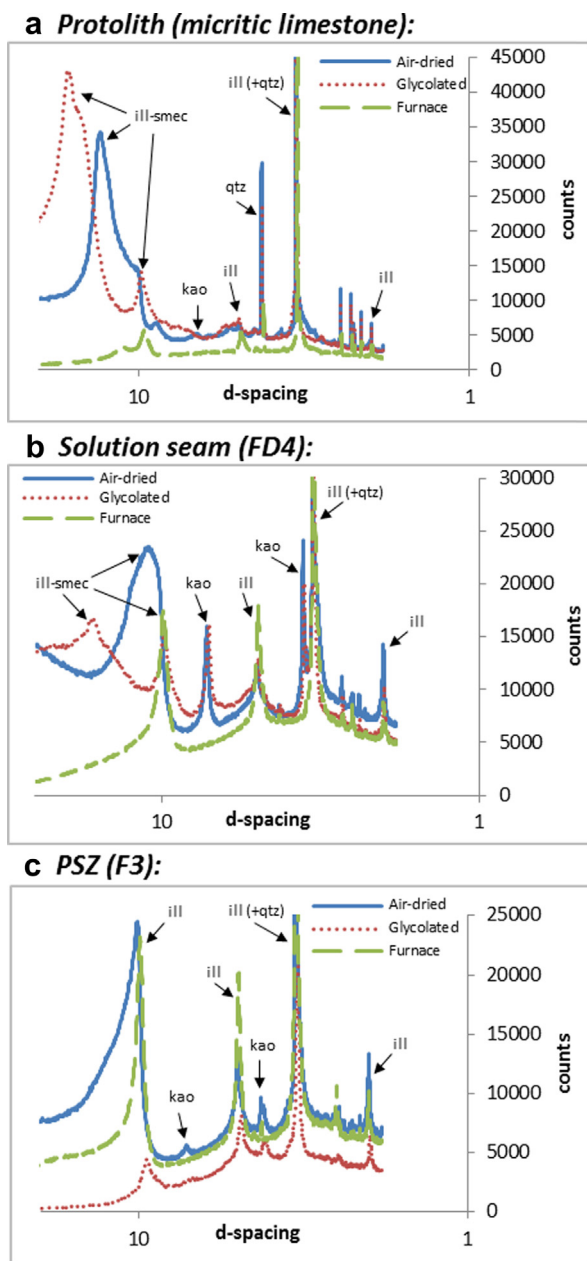 a Protolith (micritic limestone):
Air-dried
Glycolated
Furnace
ill (+qtz)
ill-smec
qtz
kao
ill
ill
45000
40000
35000
30000
25000
20000
15000
10000
5000
0
counts
10
d-spacing
1
b Solution seam (FD4):
Air-dried
Glycolated
Furnace
ill (+qtz)
kao
ill-smec
kao
ill
ill
30000
25000
20000
15000
10000
5000
0
counts
10
d-spacing
1
c PSZ (F3):
ill
ill (+qtz)
Air-dried
Glycolated
Furnace
ill
kao
kao
ill
25000
20000
15000
10000
5000
0
counts
10
d-spacing
1